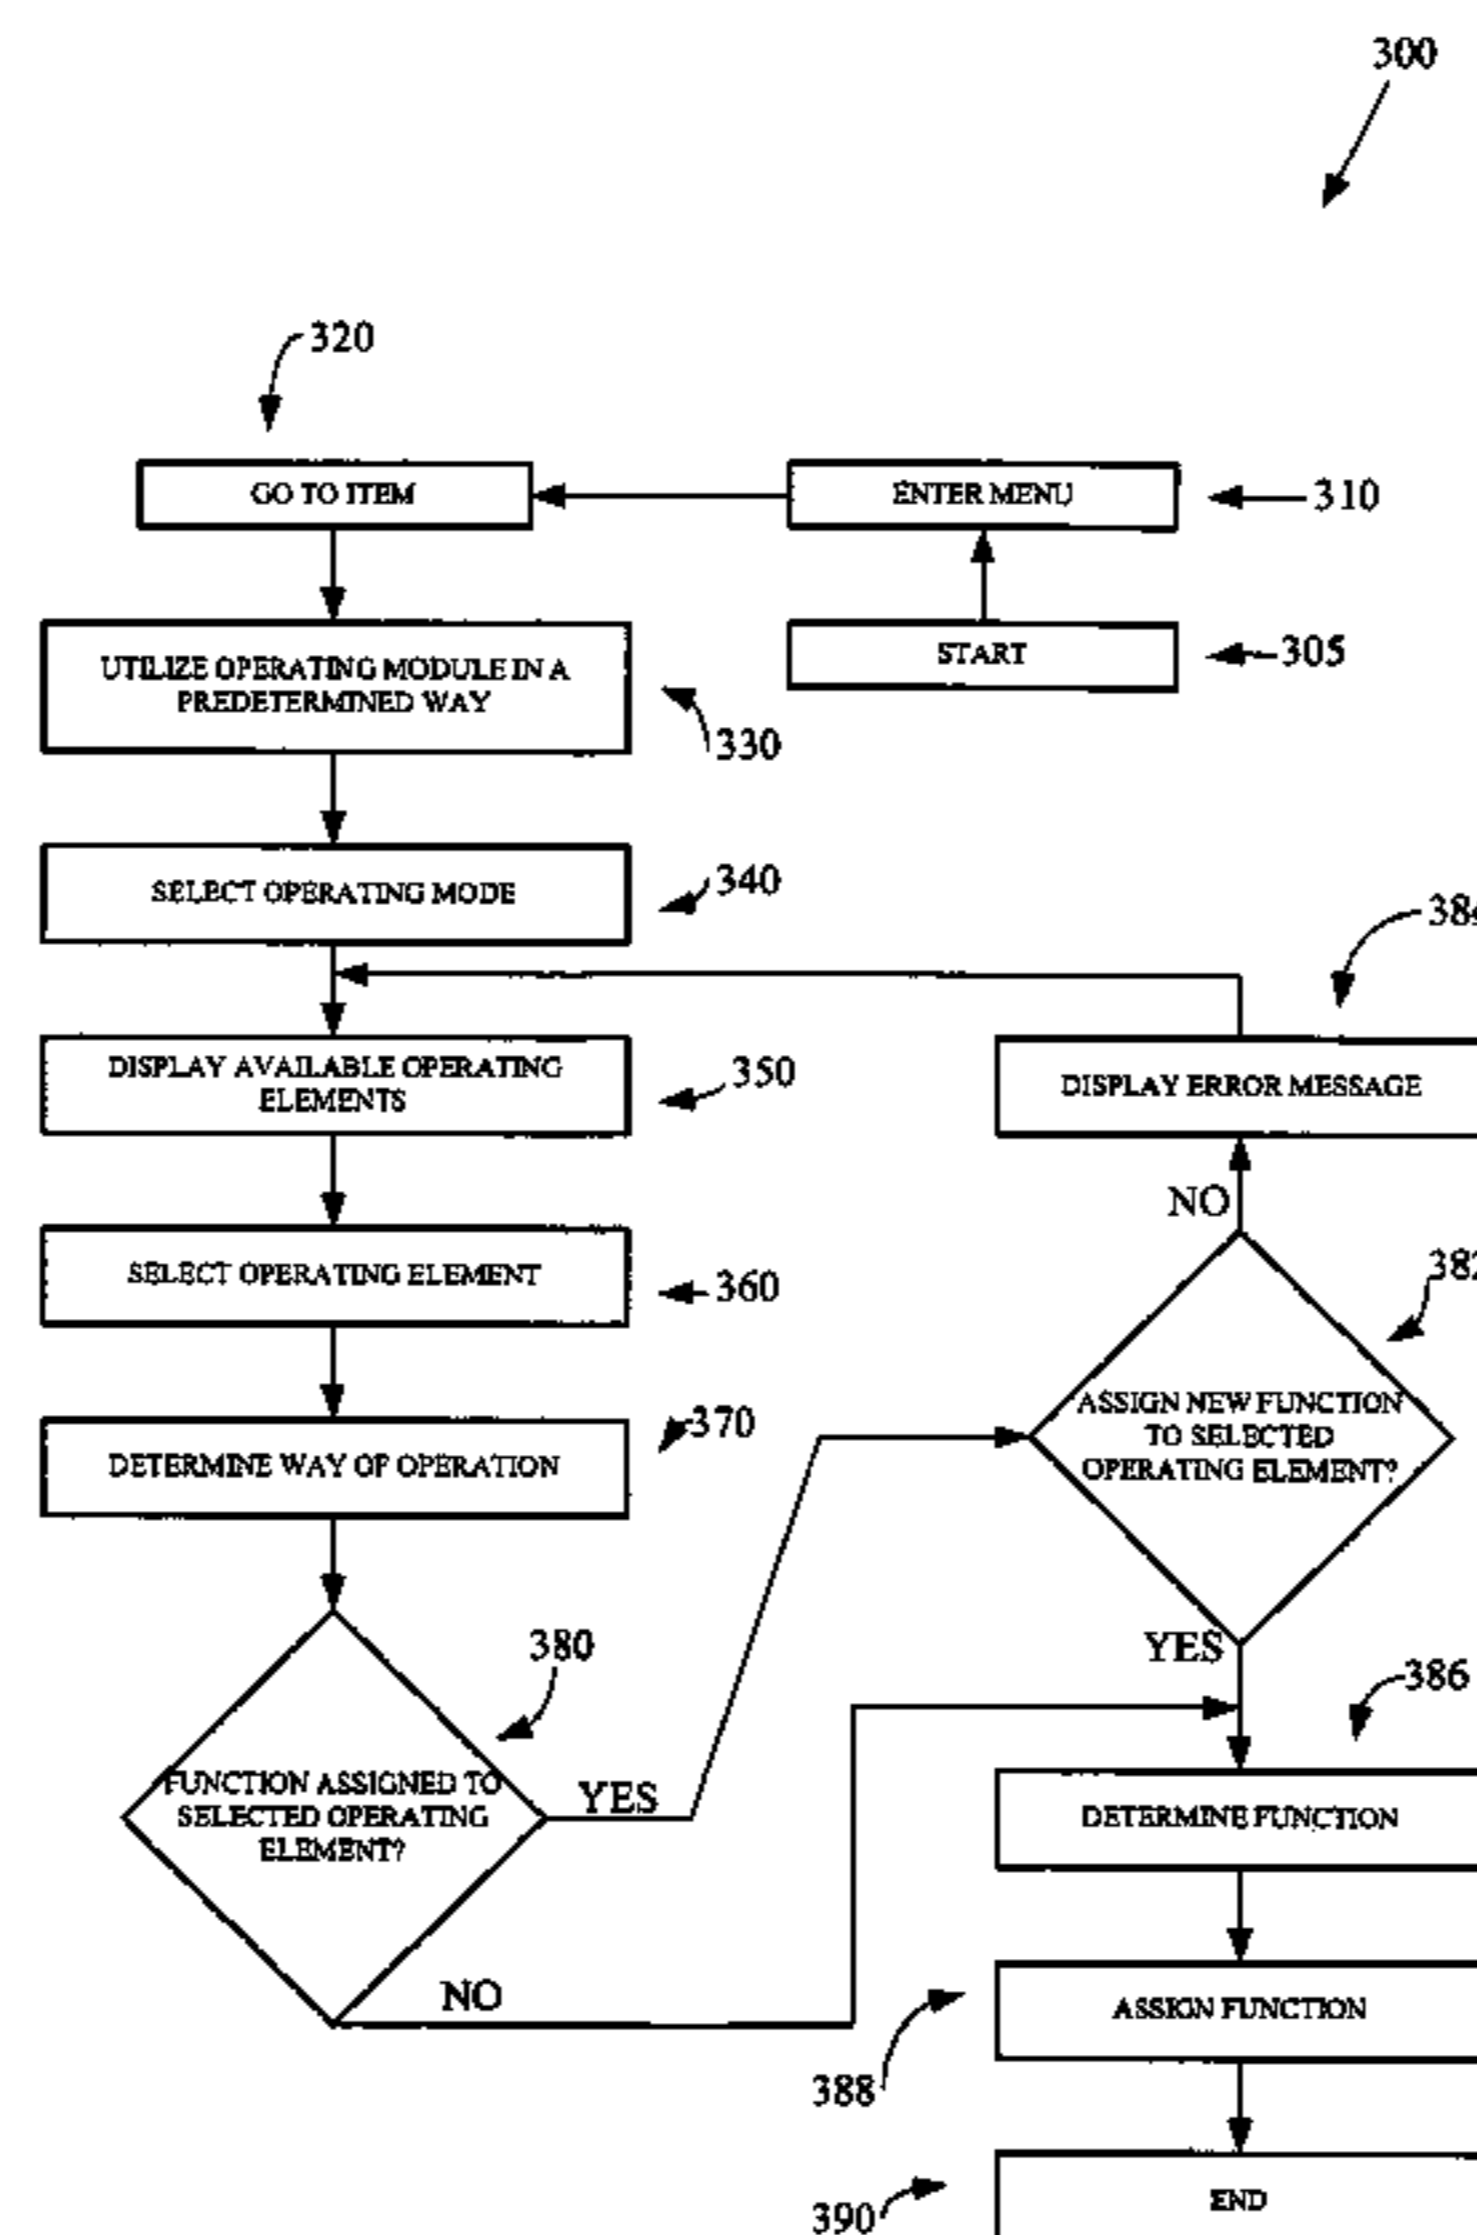 300
320
GO TO ITEM
ENTER MENU
310
START
305
UTILIZE OPERATING MODULE IN A
PREDETERMINED WAY
330
SELECT OPERATING MODE
340
DISPLAY AVAILABLE OPERATING
ELEMENTS
350
DISPLAY ERROR MESSAGE
NO
SELECT OPERATING ELEMENT
360
382
ASSIGN NEW FUNCTION
TO SELECTED
OPERATING ELEMENT?
DETERMINE WAY OF OPERATION
370
YES
380
386
FUNCTION ASSIGNED TO
SELECTED OPERATING
ELEMENT?
YES
DETERMINE FUNCTION
NO
ASSIGN FUNCTION
388
END
390